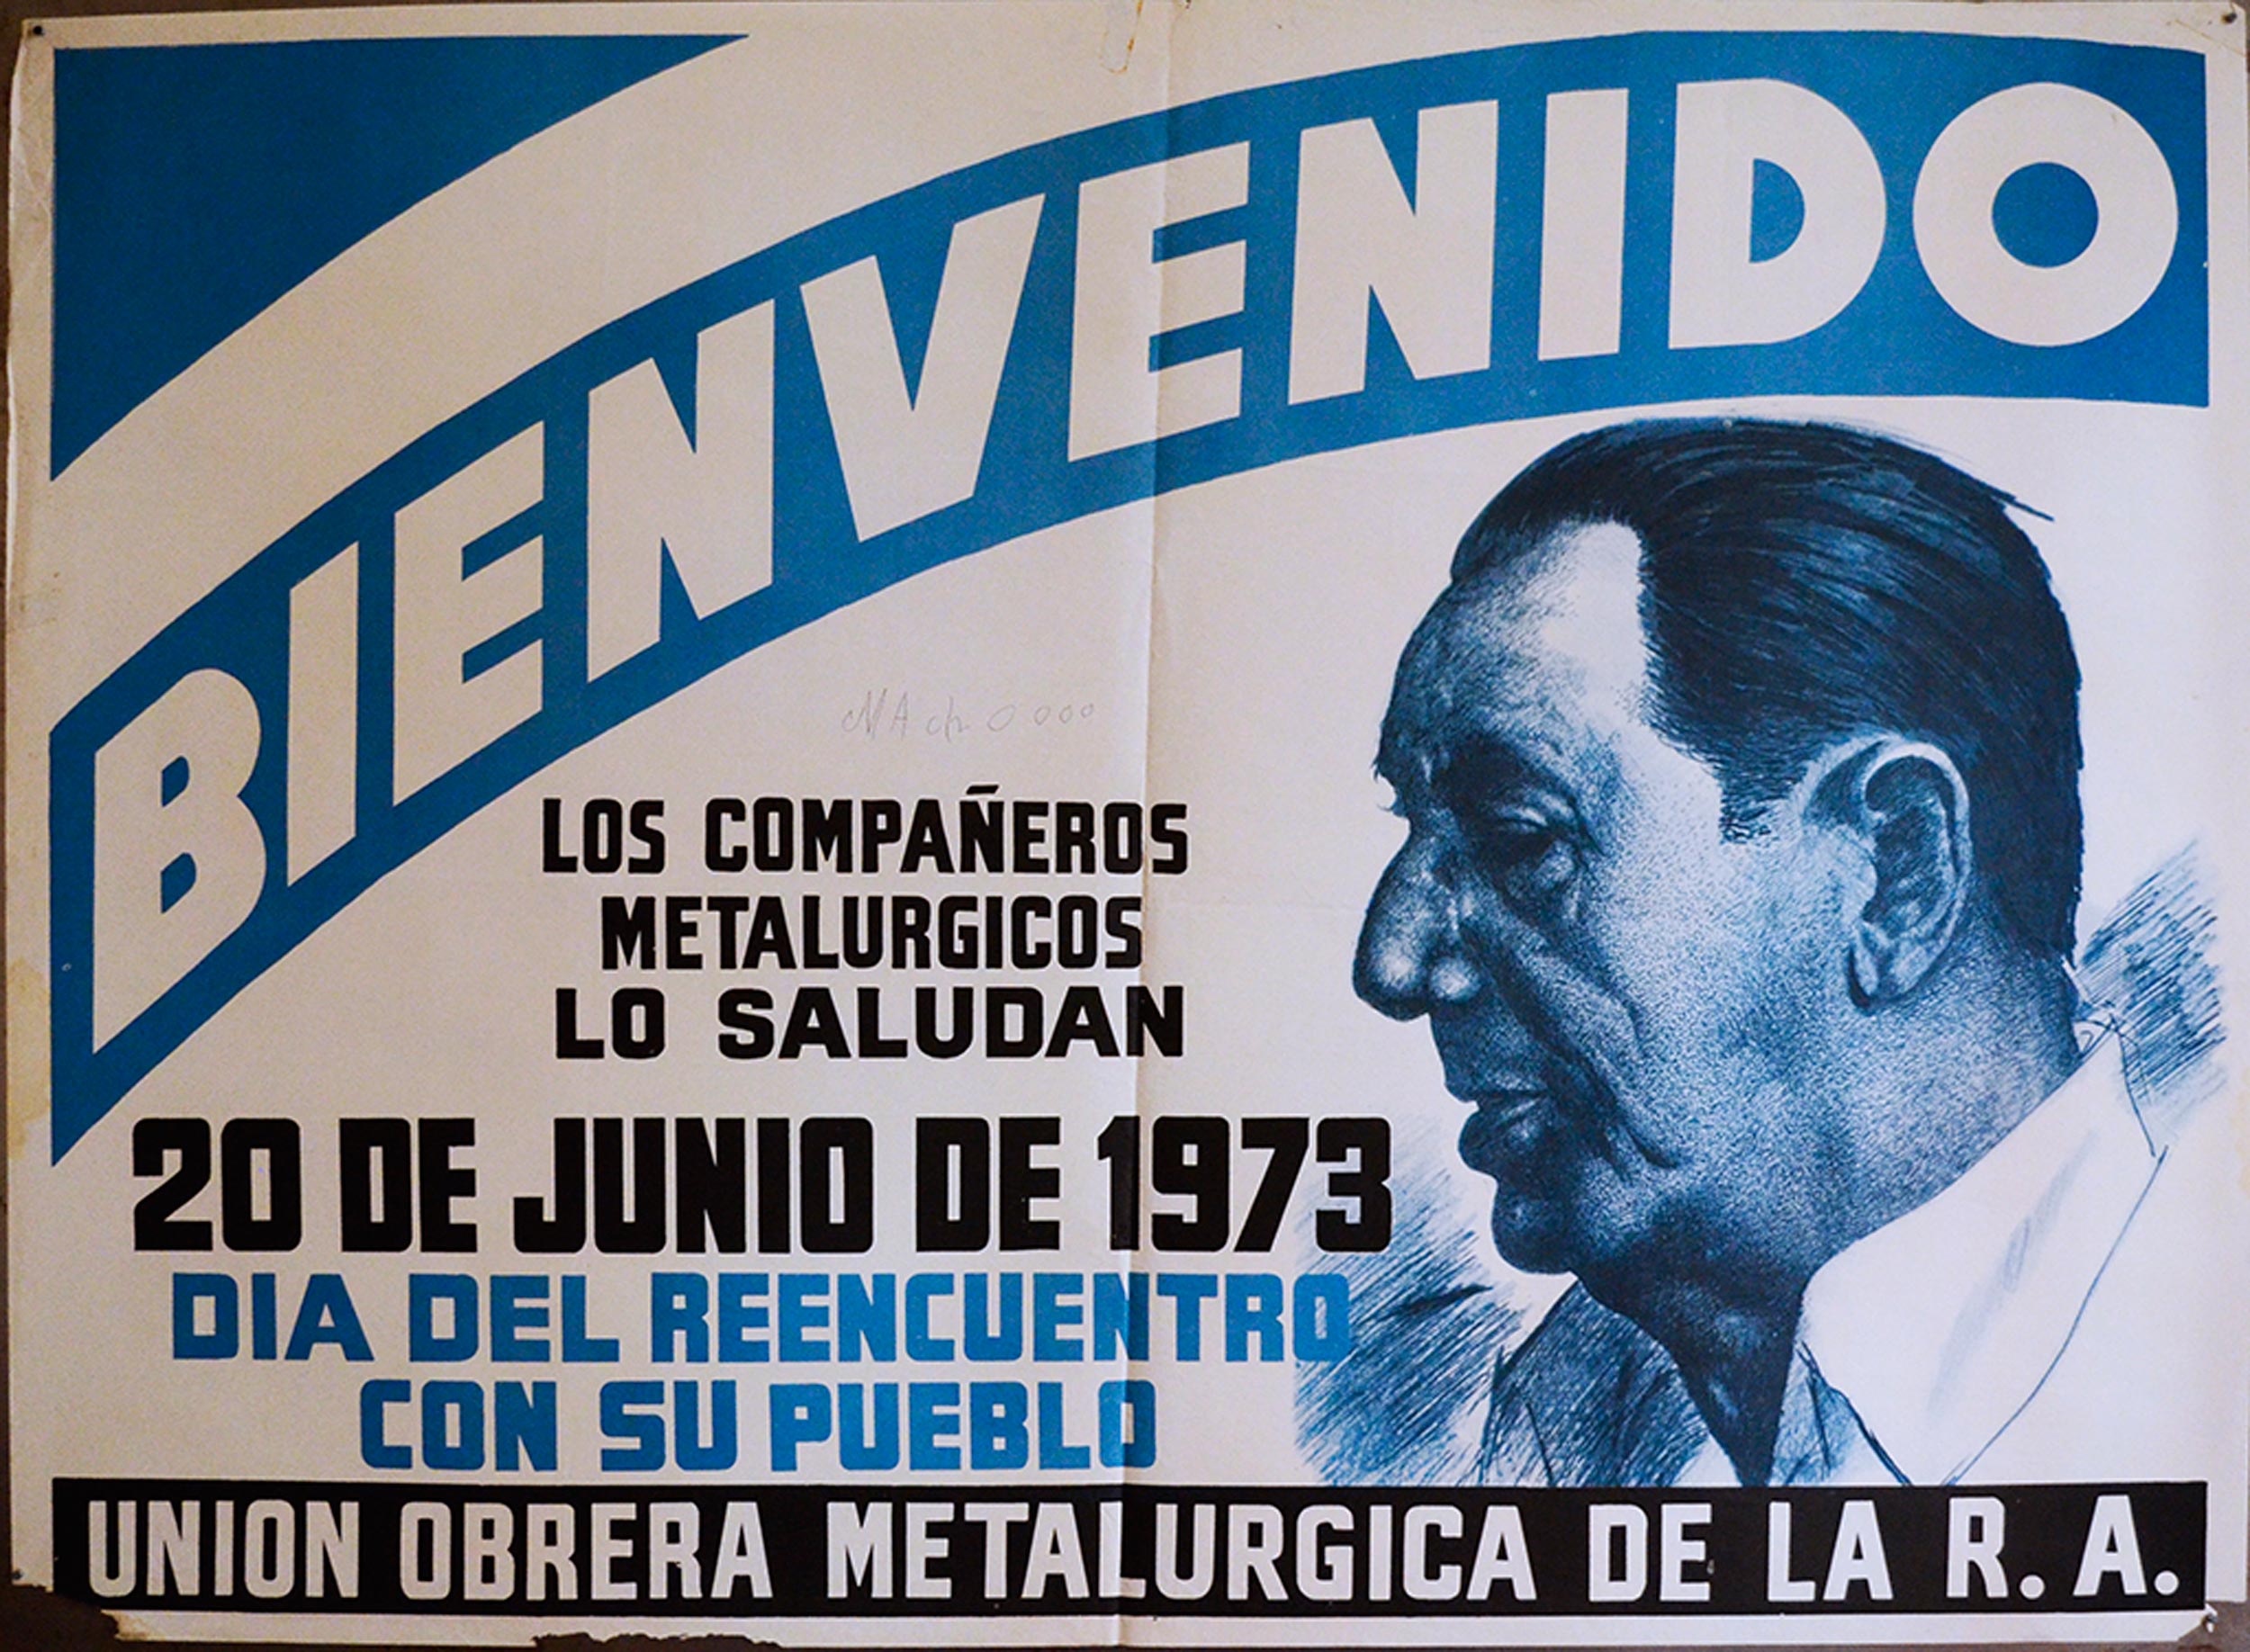 BIENVENIDO
LOS COMPAÑEROS
METALURGICOS
LO SALUDAN
20 DE JUNIO DE 1973
DIA DEL REENCUENTRO
CON SU PUEBLO
UNION OBRERA METALURGICA DE LA R. A.